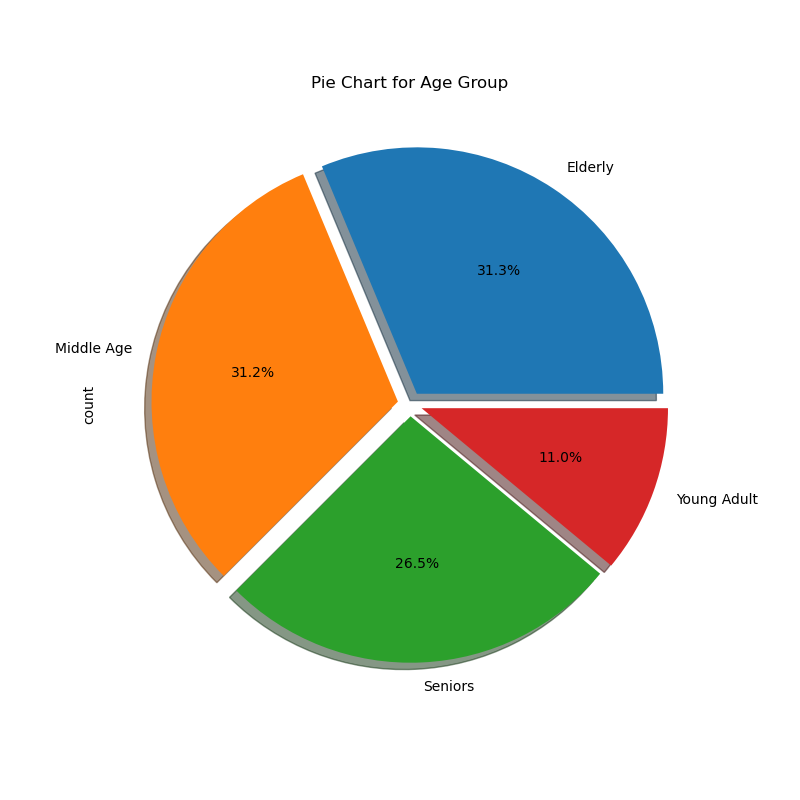 Pie Chart for Age Group
Elderly
31.3%
Middle Age
31.2%
count
11.0%
Young Adult
26.5%
Seniors